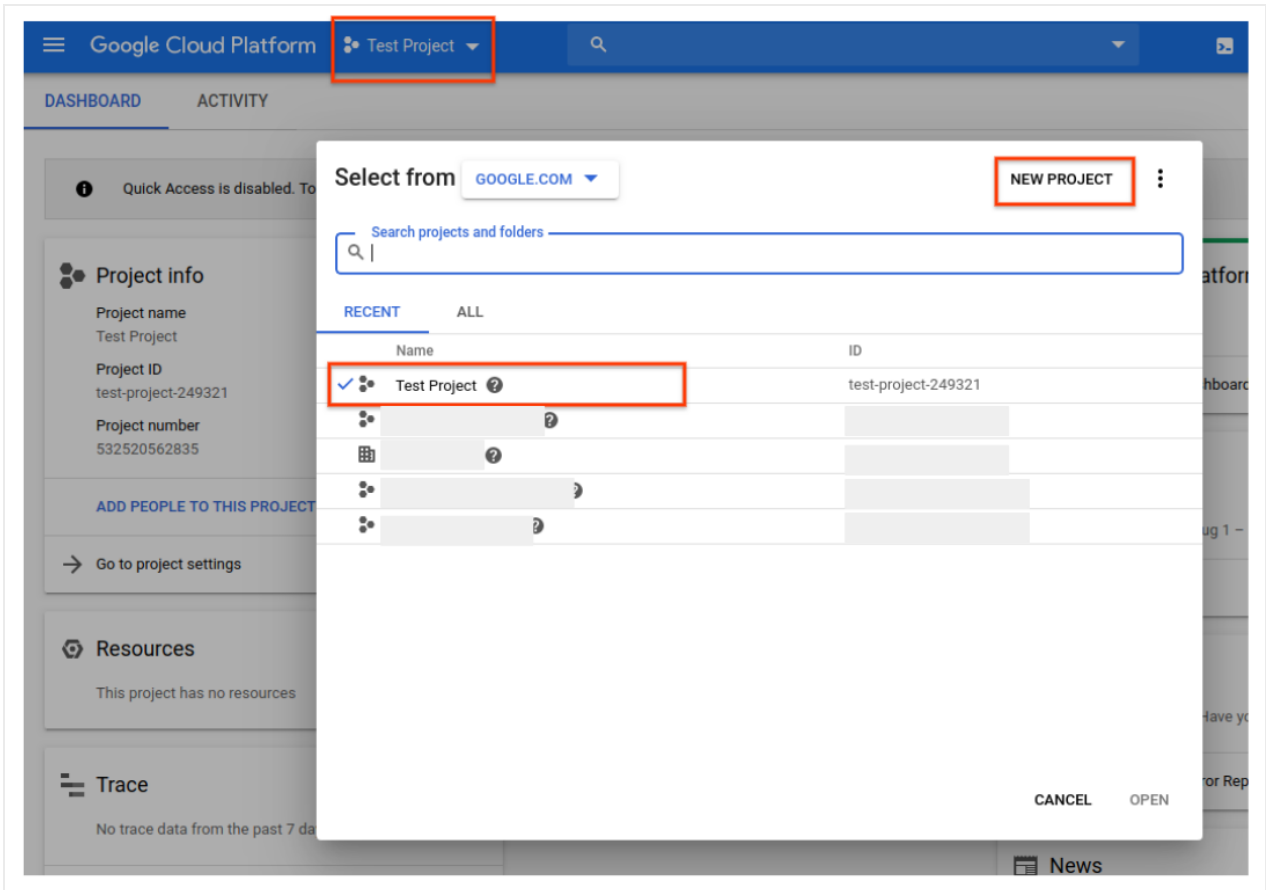 Google Cloud Platform
Test Project
DASHBOARD
ACTIVITY
Quick Access is disabled. To
Project info
Project name
Test Project
Project ID
test-project-249321
Project number
532520562835
ADD PEOPLE TO THIS PROJECT
Go to project settings
Resources
This project has no resources
Trace
No trace data from the past 7 da
Select from GOOGLE.COM
NEW PROJECT
Search projects and folders
RECENT
ALL
Name
ID
Test Project
test-project-249321
CANCEL
OPEN
ug 1 –
Have yo
ror Rep
News